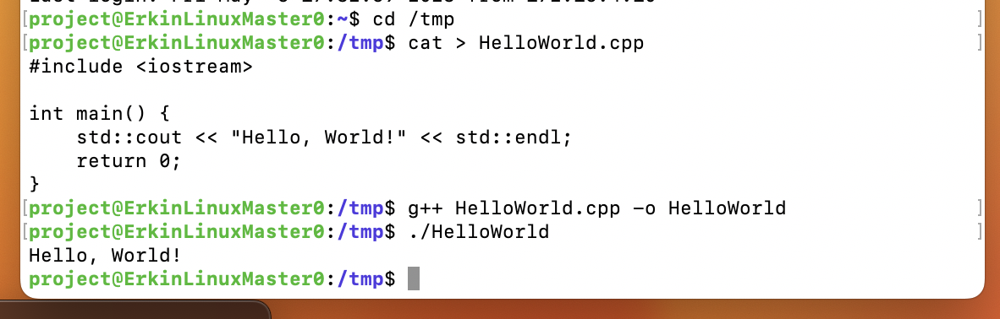 project@ErkinLinuxMaster0:~$ cd /tmp
project@ErkinLinuxMaster0:/tmp$ cat > HelloWorld.cpp
#include <iostream>

int main() {
    std::cout << "Hello, World!" << std::endl;
    return 0;
}
project@ErkinLinuxMaster0:/tmp$ g++ HelloWorld.cpp -o HelloWorld
project@ErkinLinuxMaster0:/tmp$ ./HelloWorld
Hello, World!
project@ErkinLinuxMaster0:/tmp$